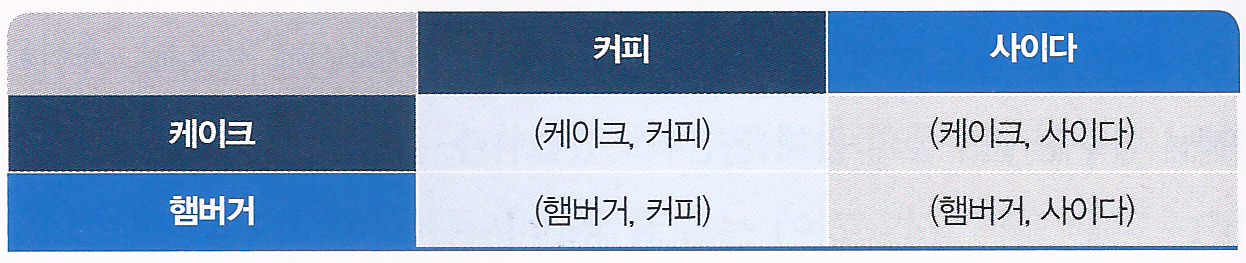 커피 사이다
케이크 (케이크, 커피) (케이크, 사이다)
햄버거 (햄버거, 커피) (햄버거, 사이다)